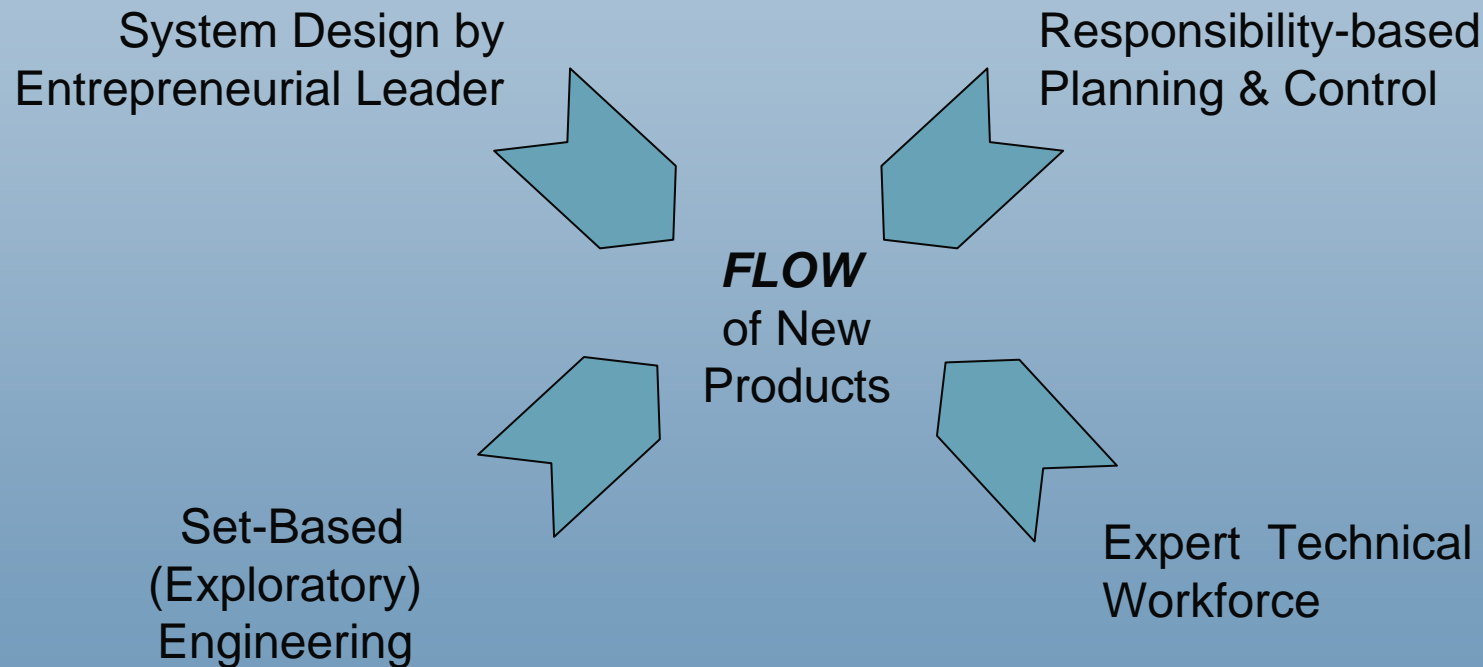 System Design by
Entrepreneurial Leader
Responsibility-based
Planning & Control
FLOW
of New
Products
Set-Based
(Exploratory)
Engineering
Expert Technical
Workforce